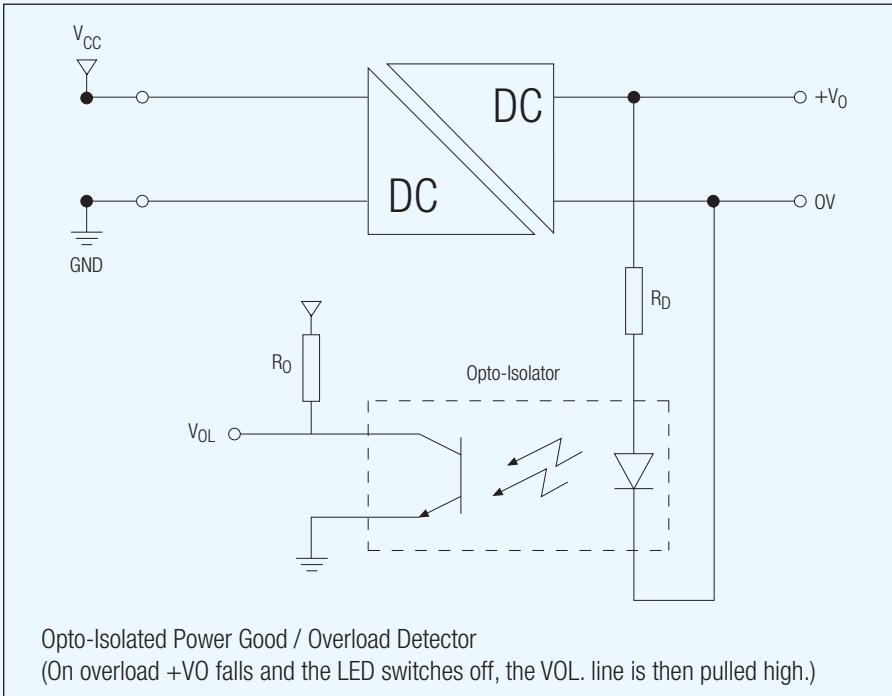 VCC
DC
+VO
DC
0V
GND
RD
RO
Opto-Isolator
VOL
Opto-Isolated Power Good / Overload Detector
(On overload +VO falls and the LED switches off, the VOL. line is then pulled high.)